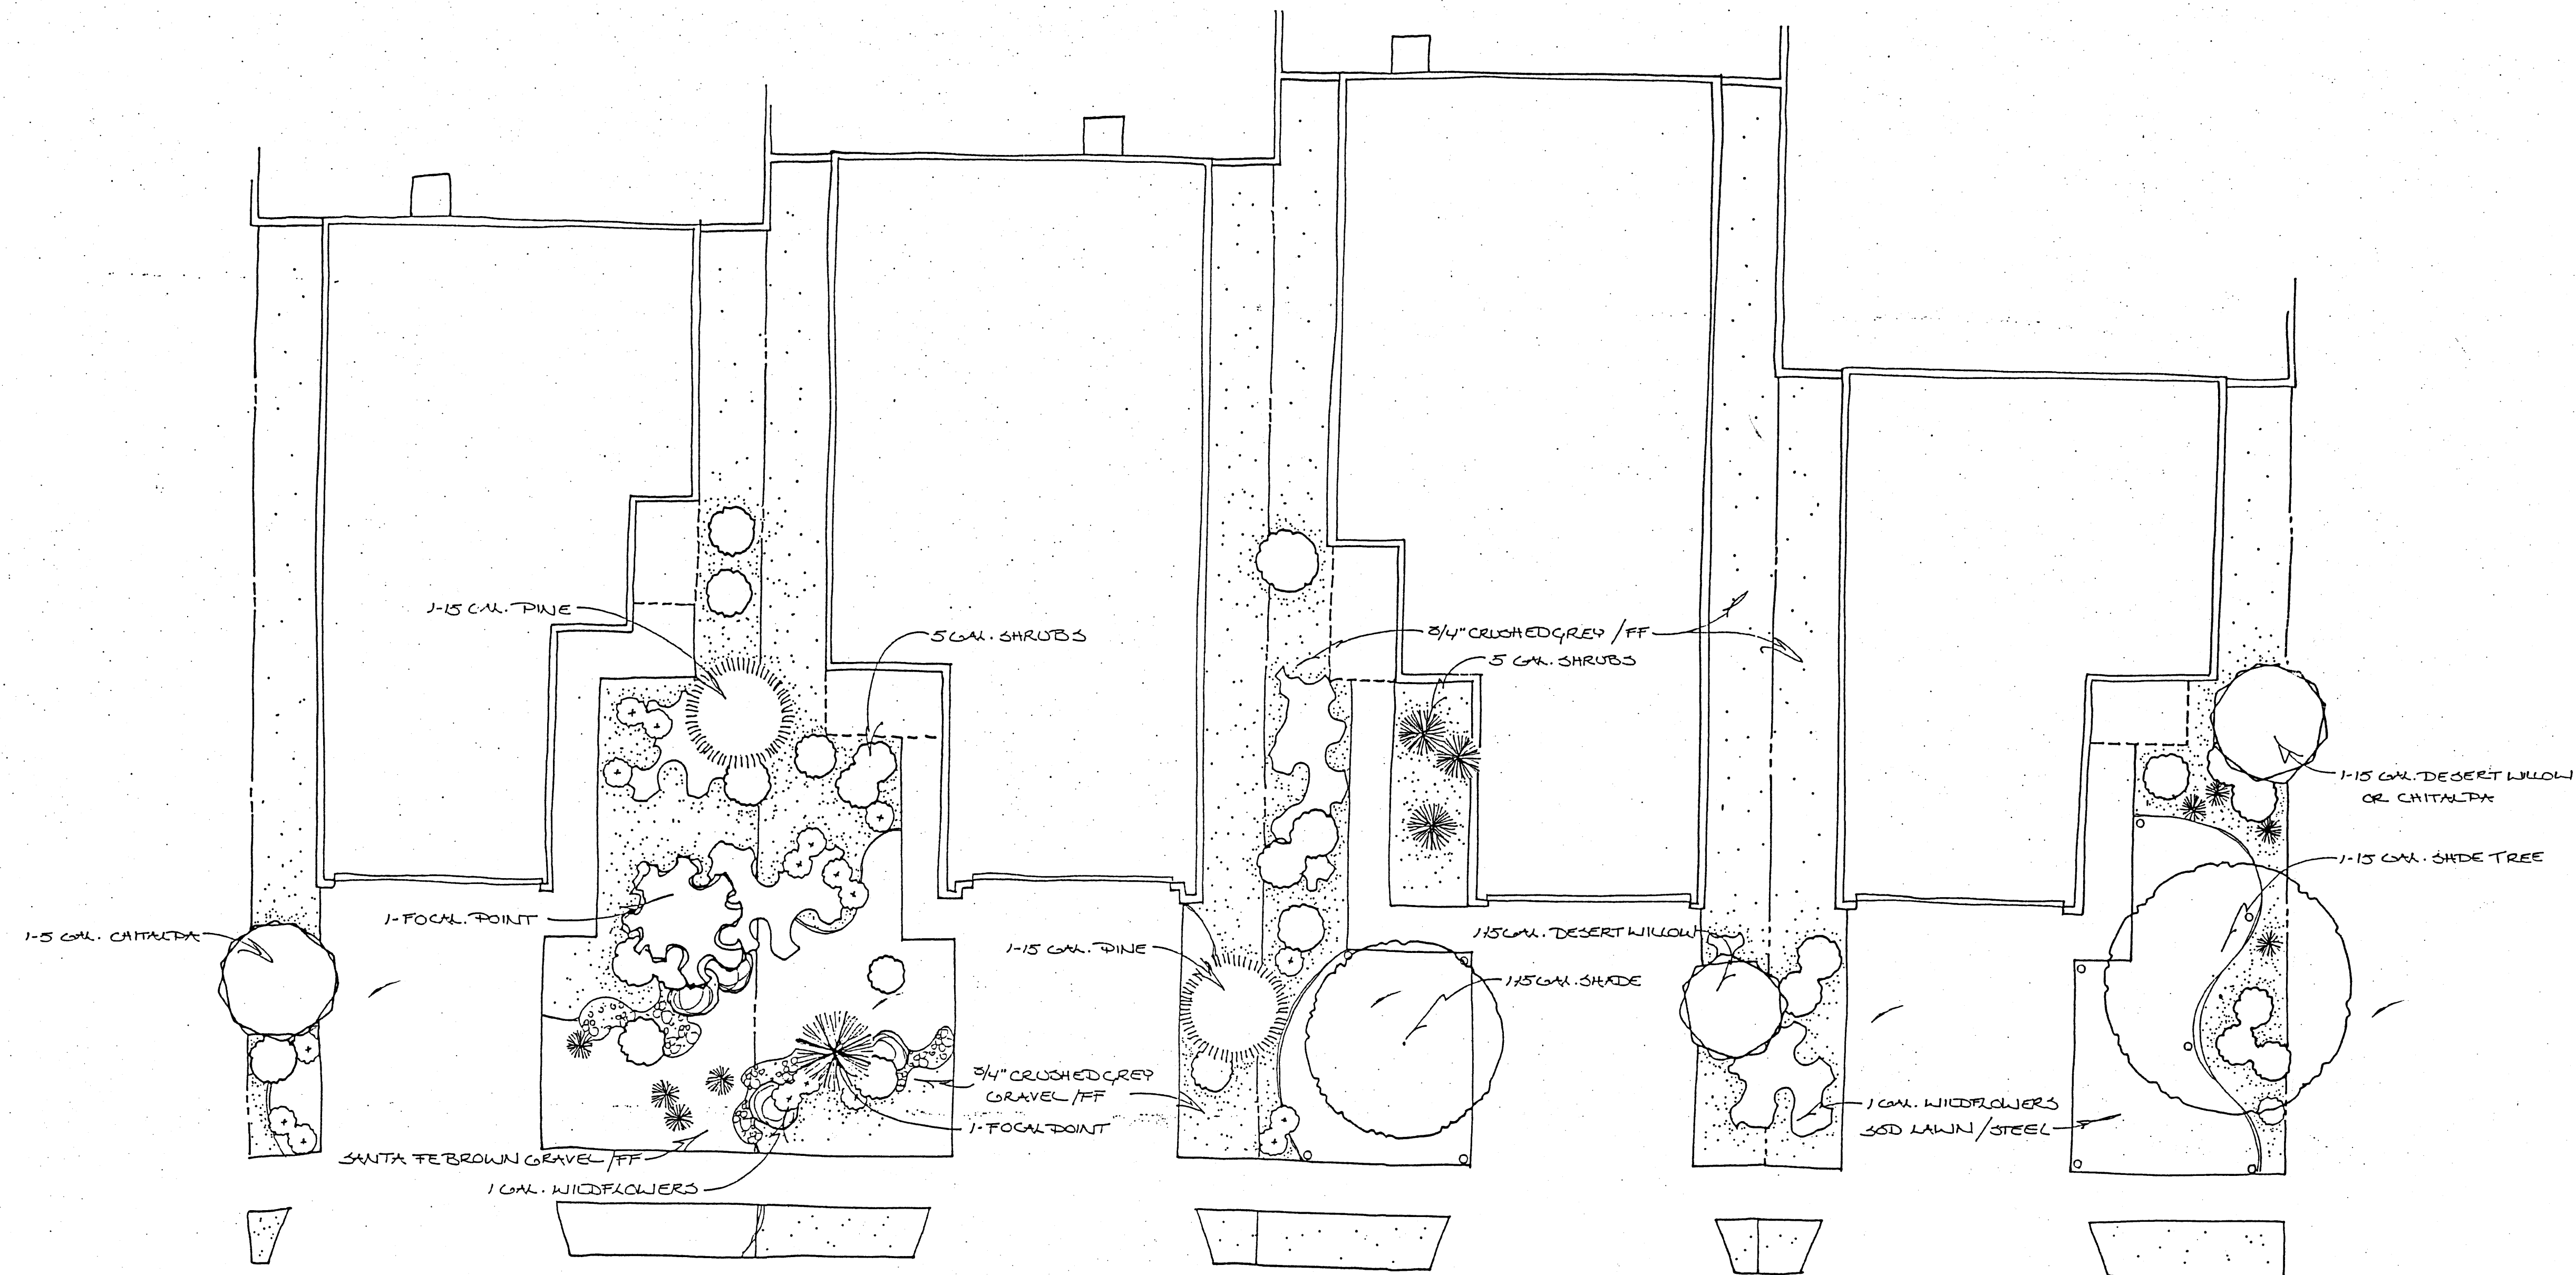 1-15 GAL. PINE
5 GAL. SHRUBS
3/4" CRUSHED GREY / FF
5 GAL. SHRUBS
1-15 GAL. DESERT WILLOW
OR CHITALPA
1-15 GAL. SHDE TREE
1-FOCAL POINT
1-5 GAL. CHITALPA
1-15 GAL. PINE
1-15 GAL. DESERT WILLOW
1-15 GAL. SHADE
3/4" CRUSHED GREY
GRAVEL / FF
1-FOCAL POINT
1 GAL. WILDFLOWERS
SOD LAWN / STEEL
SANTA FE BROWN GRAVEL / FF
1 GAL. WILDFLOWERS